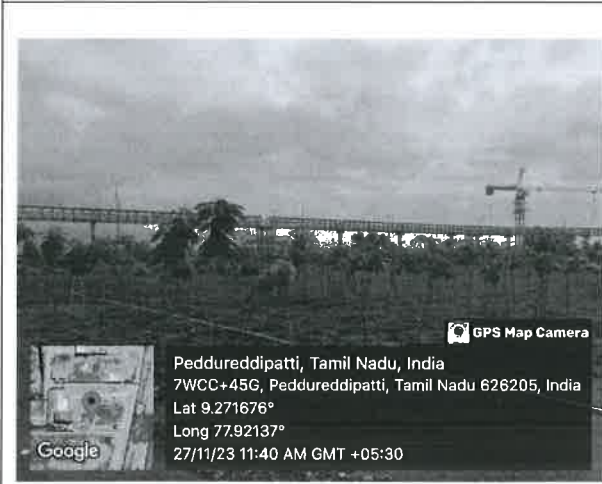 GPS Map Camera
Peddureddipatti, Tamil Nadu, India
7WCC+45G, Peddureddipatti, Tamil Nadu 626205, India
Lat 9.271676°
Long 77.92137°
27/11/23 11:40 AM GMT +05:30
Google